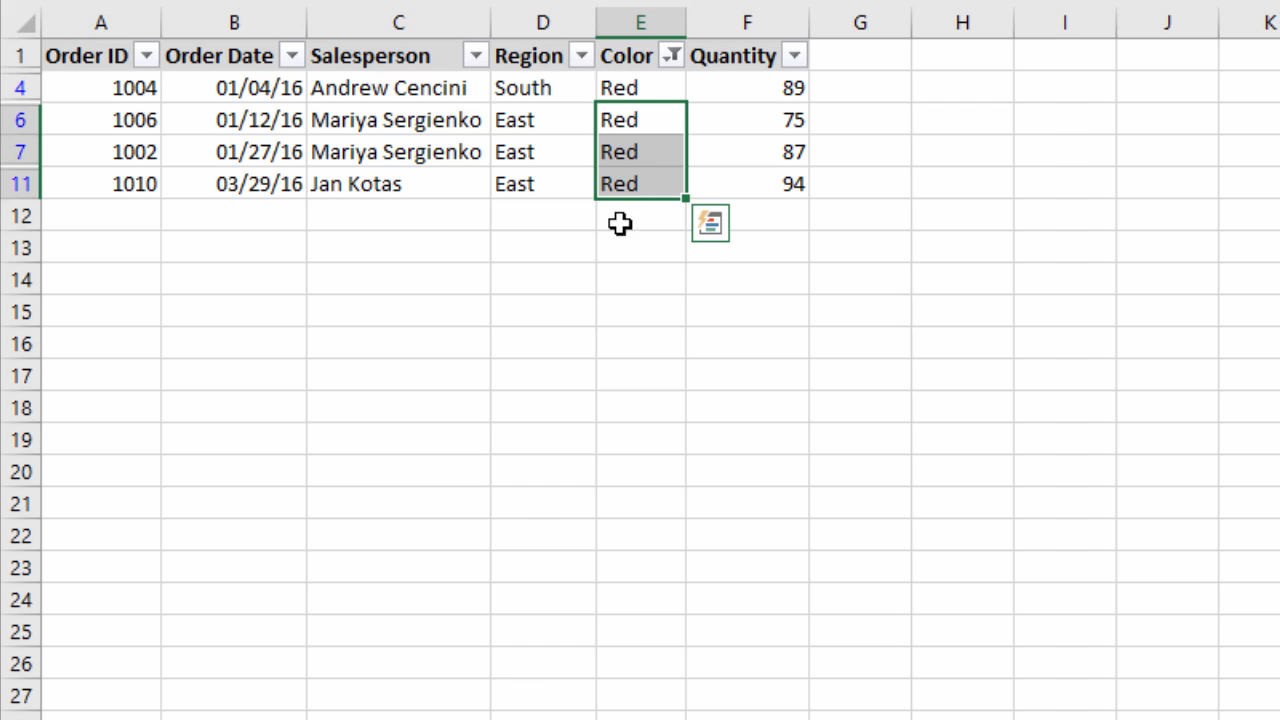 A B C D E F G H I J K
1 Order ID Order Date Salesperson Region Color Quantity
4 1004 01/04/16 Andrew Cencini South Red 89
6 1006 01/12/16 Mariya Sergienko East Red 75
7 1002 01/27/16 Mariya Sergienko East Red 87
11 1010 03/29/16 Jan Kotas East Red 94
12
13
14
15
16
17
18
19
20
21
22
23
24
25
26
27